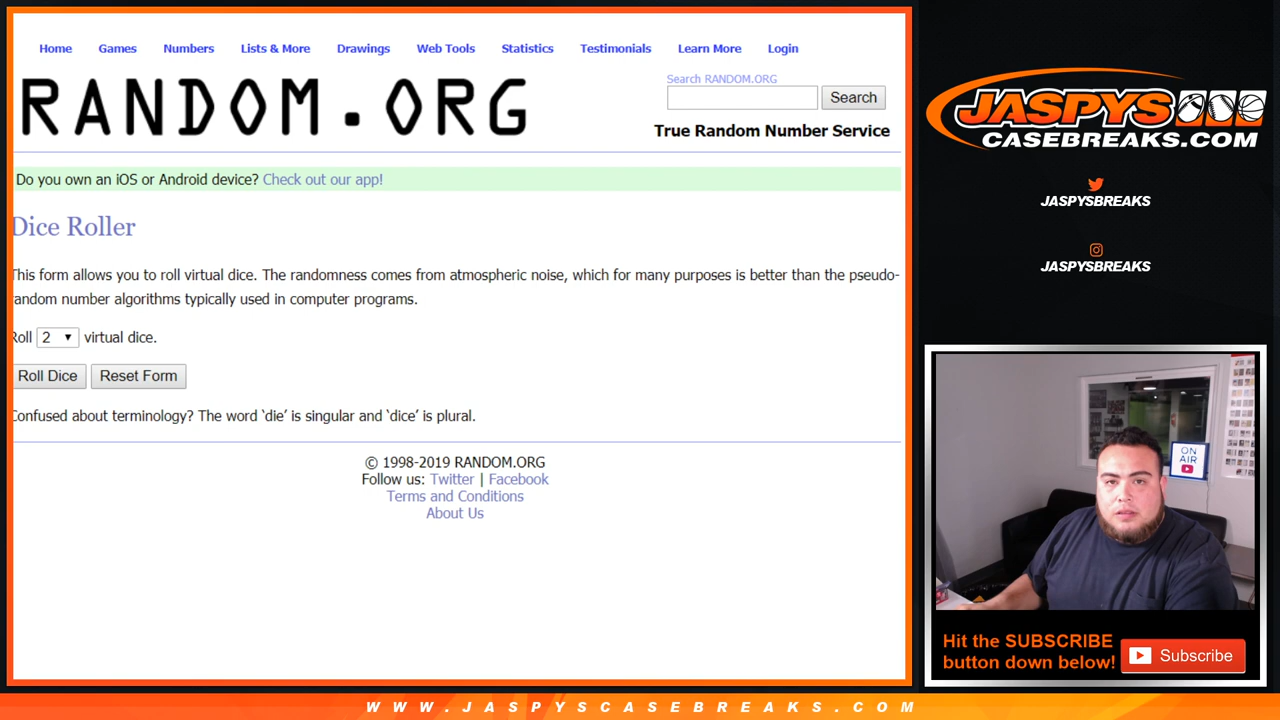 Home Games Numbers Lists & More Drawings Web Tools Statistics Testimonials Learn More Login
RANDOM.ORG
Search RANDOM.ORG
Search
True Random Number Service
Do you own an iOS or Android device? Check out our app!
Dice Roller
This form allows you to roll virtual dice. The randomness comes from atmospheric noise, which for many purposes is better than the pseudo-
random number algorithms typically used in computer programs.
Roll 2 virtual dice.
Roll Dice Reset Form
Confused about terminology? The word ‘die’ is singular and ‘dice’ is plural.
© 1998-2019 RANDOM.ORG
Follow us: Twitter | Facebook
Terms and Conditions
About Us
JASPYS
CASEBREAKS.COM
JASPYSBREAKS
JASPYSBREAKS
ON
AIR
Hit the SUBSCRIBE
button down below!
Subscribe
WWW.JASPYSCASEBREAKS.COM